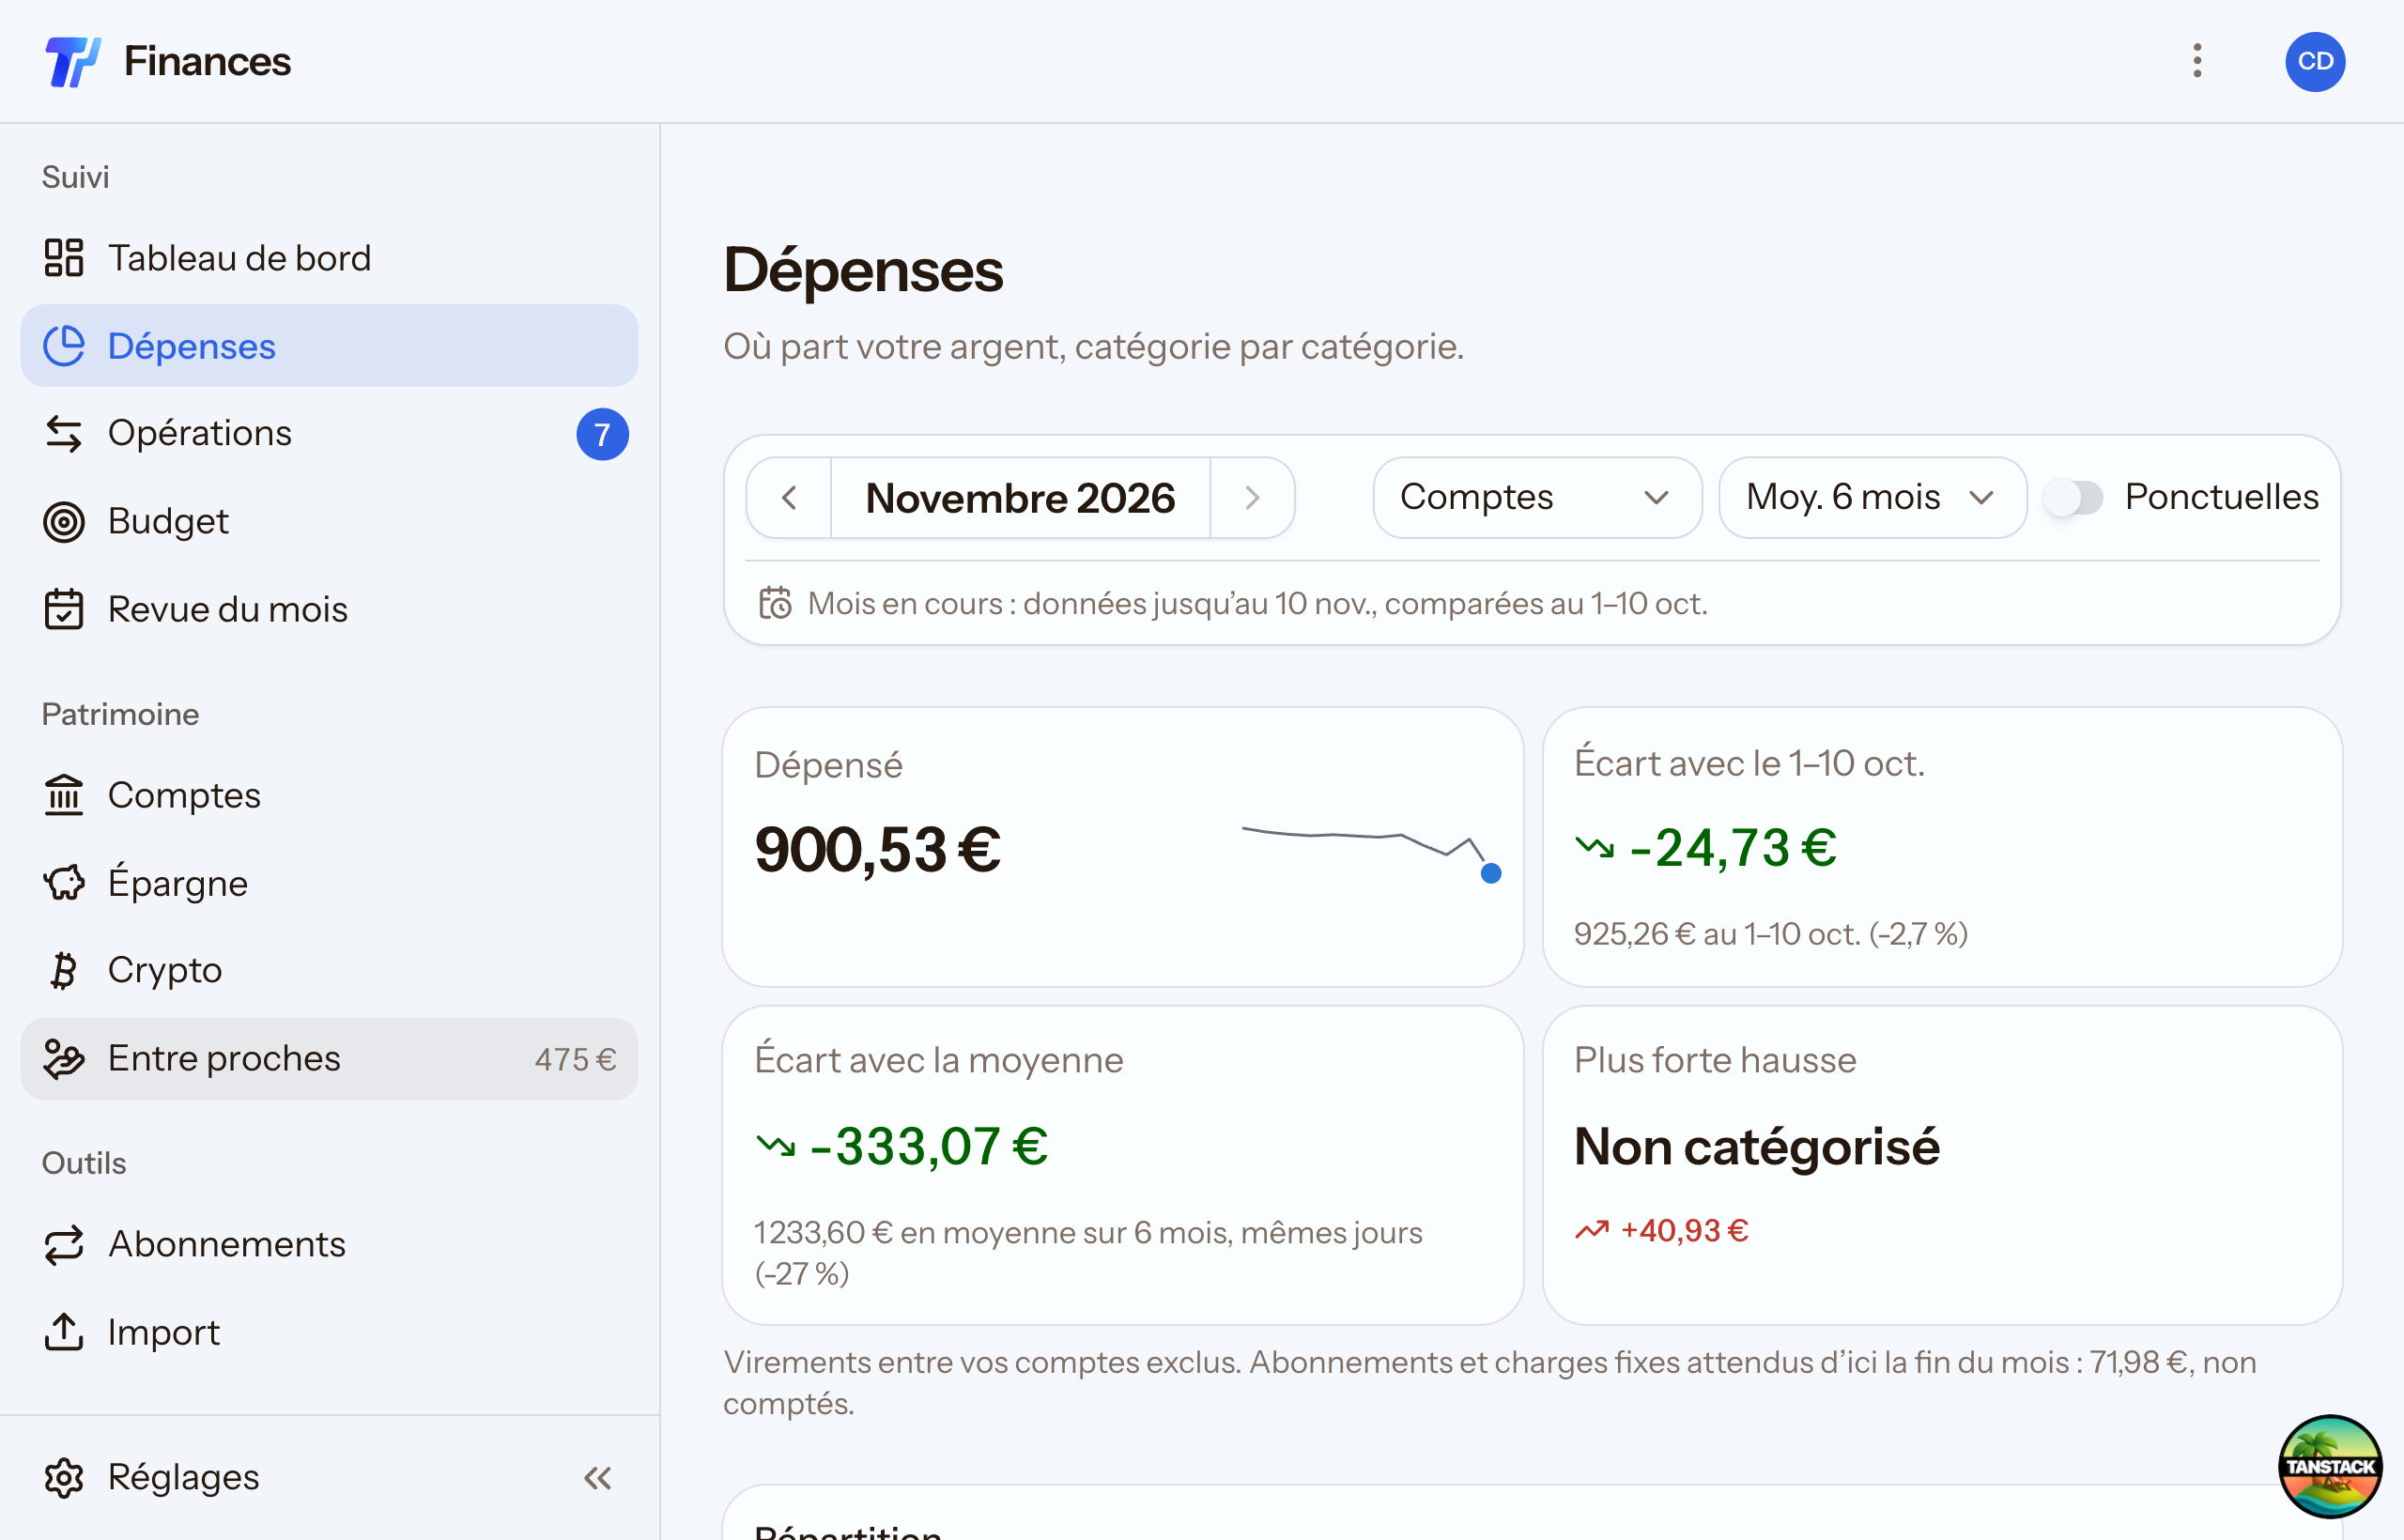 Finances
CD
Suivi
Tableau de bord
Dépenses
Opérations
7
Budget
Revue du mois
Patrimoine
Comptes
Épargne
Crypto
Entre proches
475 €
Outils
Abonnements
Import
Réglages
Dépenses
Où part votre argent, catégorie par catégorie.
Novembre 2026
Comptes
Moy. 6 mois
Ponctuelles
Mois en cours : données jusqu’au 10 nov., comparées au 1–10 oct.
Dépensé
900,53 €
Écart avec le 1–10 oct.
-24,73 €
925,26 € au 1–10 oct. (-2,7 %)
Écart avec la moyenne
-333,07 €
1 233,60 € en moyenne sur 6 mois, mêmes jours
(-27 %)
Plus forte hausse
Non catégorisé
+40,93 €
Virements entre vos comptes exclus. Abonnements et charges fixes attendus d’ici la fin du mois : 71,98 €, non
comptés.
TANSTACK
Répartition